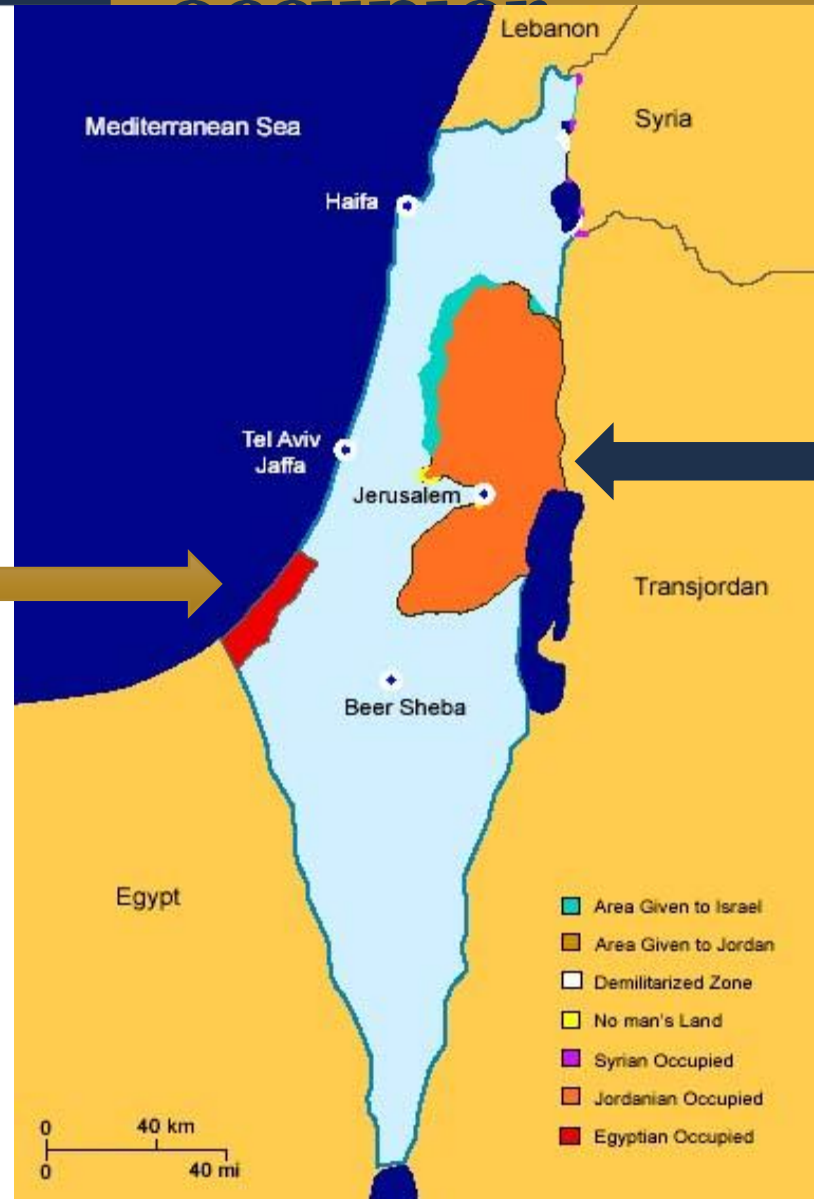 Lebanon
Mediterranean Sea
Syria
Haifa
Tel Aviv
Jaffa
Jerusalem
Transjordan
Beer Sheba
Egypt
Area Given to Israel
Area Given to Jordan
Demilitarized Zone
No man's Land
Syrian Occupied
Jordanian Occupied
Egyptian Occupied
0 40 km
0 40 mi